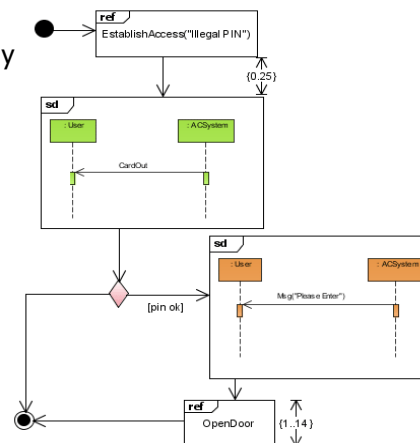 ref
EstablishAccess("Illegal PIN")
y
{0.25}
sd
: User
: ACSystem
CardOut
sd
: User
: ACSystem
Msg("Please Enter")
[pin ok]
ref
OpenDoor
{1..14}